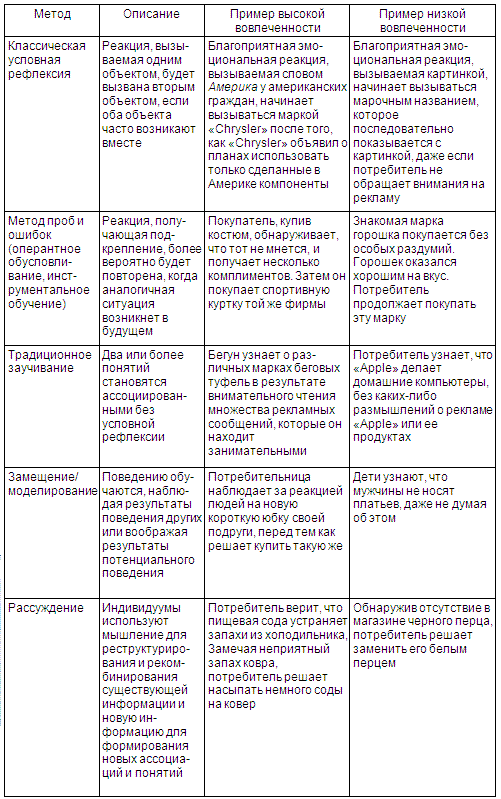 Метод
Описание
Пример высокой
вовлеченности
Пример низкой
вовлеченности
Классическая
условная
рефлексия
Реакция, вызы-
ваемая одним
объектом, будет
вызвана вторым
объектом, если
оба объекта
часто возникают
вместе
Благоприятная эмо-
циональная реакция,
вызываемая словом
Америка у американских
граждан, начинает
вызываться маркой
«Chrysler» после того,
как «Chrysler» объявил о
планах использовать
только сделанные в
Америке компоненты
Благоприятная эмо-
циональная реакция,
вызываемая картинкой,
начинает вызываться
марочным названием,
которое
последовательно
показывается с
картинкой, даже если
потребитель не
обращает внимания на
рекламу
Метод проб и
ошибок
(оперантное
обусловли-
вание, инст-
рументальное
обучение)
Реакция, полу-
чающая под-
крепление, более
вероятно будет
повторена, когда
аналогичная
ситуация
возникнет в
будущем
Покупатель, купив
костюм, обнаруживает,
что тот не мнется, и
получает несколько
комплиментов. Затем он
покупает спортивную
куртку той же фирмы
Знакомая марка
горошка покупается без
особых раздумий.
Горошек оказался
хорошим на вкус.
Потребитель
продолжает покупать
эту марку
Традиционное
заучивание
Два или более
понятий
становятся
ассоциирован-
ными без
условной
рефлексии
Бегун узнает о раз-
личных марках беговых
туфель в результате
внимательного чтения
множества рекламных
сообщений, которые он
находит
занимательными
Потребитель узнает, что
«Apple» делает
домашние компьютеры,
без каких-либо
размышлений о рекламе
«Apple» или ее
продуктах
Замещение/
моделирование
Поведению обу-
чаются, наблю-
дая результаты
поведения других
или воображая
результаты
потенциального
поведения
Потребительница
наблюдает за реакцией
людей на новую
короткую юбку своей
подруги, перед тем как
решает купить такую же
Дети узнают, что
мужчины не носят
платьев, даже не думая
об этом
Рассуждение
Индивидуумы
используют
мышление для
реструктуриро-
вания и реком-
бинирования
существующей
информации и
новую ин-
формацию для
формирования
новых ассоциа-
ций и понятий
Потребитель верит, что
пищевая сода устраняет
запахи из холодильника,
Замечая неприятный
запах ковра,
потребитель решает
насыпать немного соды
на ковер
Обнаружив отсутствие в
магазине черного перца,
потребитель решает
заменить его белым
перцем